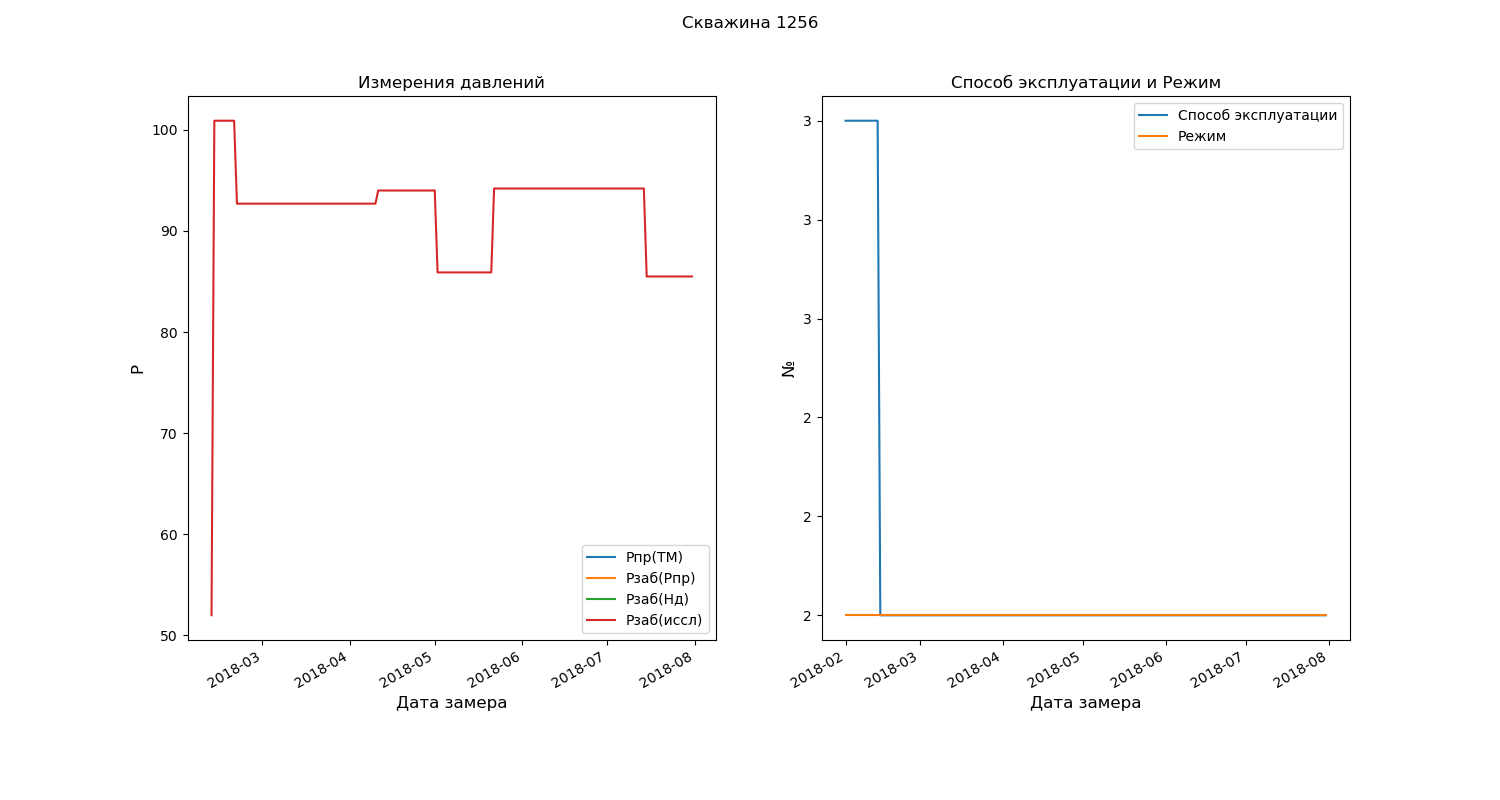 Скважина 1256
Измерения давлений
100
90
80
70
60
50
P
Pпр(ТМ)
Pзаб(Pпр)
Pзаб(Нд)
Pзаб(иссл)
2018-03
2018-04
2018-05
2018-06
2018-07
2018-08
Дата замера
Способ эксплуатации и Режим
3
3
3
2
2
2
№
Способ эксплуатации
Режим
2018-02
2018-03
2018-04
2018-05
2018-06
2018-07
2018-08
Дата замера